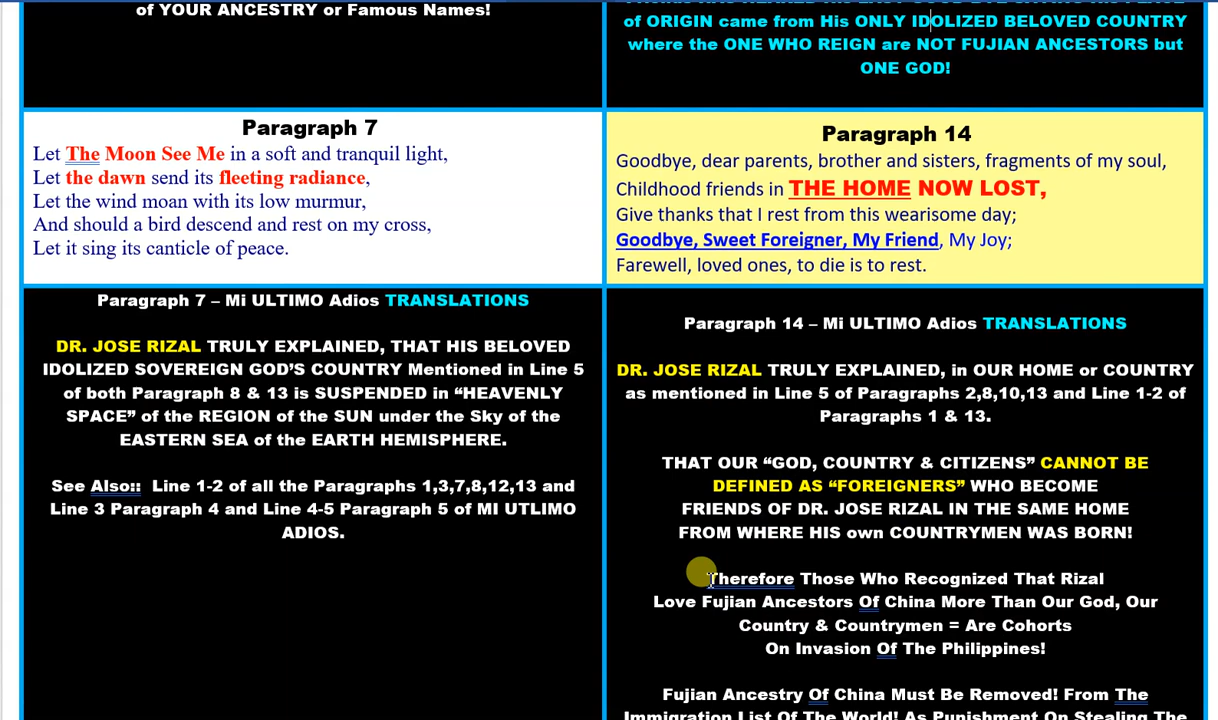 of YOUR ANCESTRY or Famous Names!
of ORIGIN came from His ONLY IDOLIZED BELOVED COUNTRY
where the ONE WHO REIGN are NOT FUJIAN ANCESTORS but
ONE GOD!
Paragraph 7
Let The Moon See Me in a soft and tranquil light,
Let the dawn send its fleeting radiance,
Let the wind moan with its low murmur,
And should a bird descend and rest on my cross,
Let it sing its canticle of peace.
Paragraph 14
Goodbye, dear parents, brother and sisters, fragments of my soul,
Childhood friends in THE HOME NOW LOST,
Give thanks that I rest from this wearisome day;
Goodbye, Sweet Foreigner, My Friend, My Joy;
Farewell, loved ones, to die is to rest.
Paragraph 7 – Mi ULTIMO Adios TRANSLATIONS
DR. JOSE RIZAL TRULY EXPLAINED, THAT HIS BELOVED
IDOLIZED SOVEREIGN GOD'S COUNTRY Mentioned in Line 5
of both Paragraph 8 & 13 is SUSPENDED in “HEAVENLY
SPACE” of the REGION of the SUN under the Sky of the
EASTERN SEA of the EARTH HEMISPHERE.
See Also:: Line 1-2 of all the Paragraphs 1,3,7,8,12,13 and
Line 3 Paragraph 4 and Line 4-5 Paragraph 5 of MI UTLIMO
ADIOS.
Paragraph 14 – Mi ULTIMO Adios TRANSLATIONS
DR. JOSE RIZAL TRULY EXPLAINED, in OUR HOME or COUNTRY
as mentioned in Line 5 of Paragraphs 2,8,10,13 and Line 1-2 of
Paragraphs 1 & 13.
THAT OUR “GOD, COUNTRY & CITIZENS” CANNOT BE
DEFINED AS “FOREIGNERS” WHO BECOME
FRIENDS OF DR. JOSE RIZAL IN THE SAME HOME
FROM WHERE HIS own COUNTRYMEN WAS BORN!
Therefore Those Who Recognized That Rizal
Love Fujian Ancestors Of China More Than Our God, Our
Country & Countrymen = Are Cohorts
On Invasion Of The Philippines!
Fujian Ancestry Of China Must Be Removed! From The
Immigration List Of The World! As Punishment On Stealing The